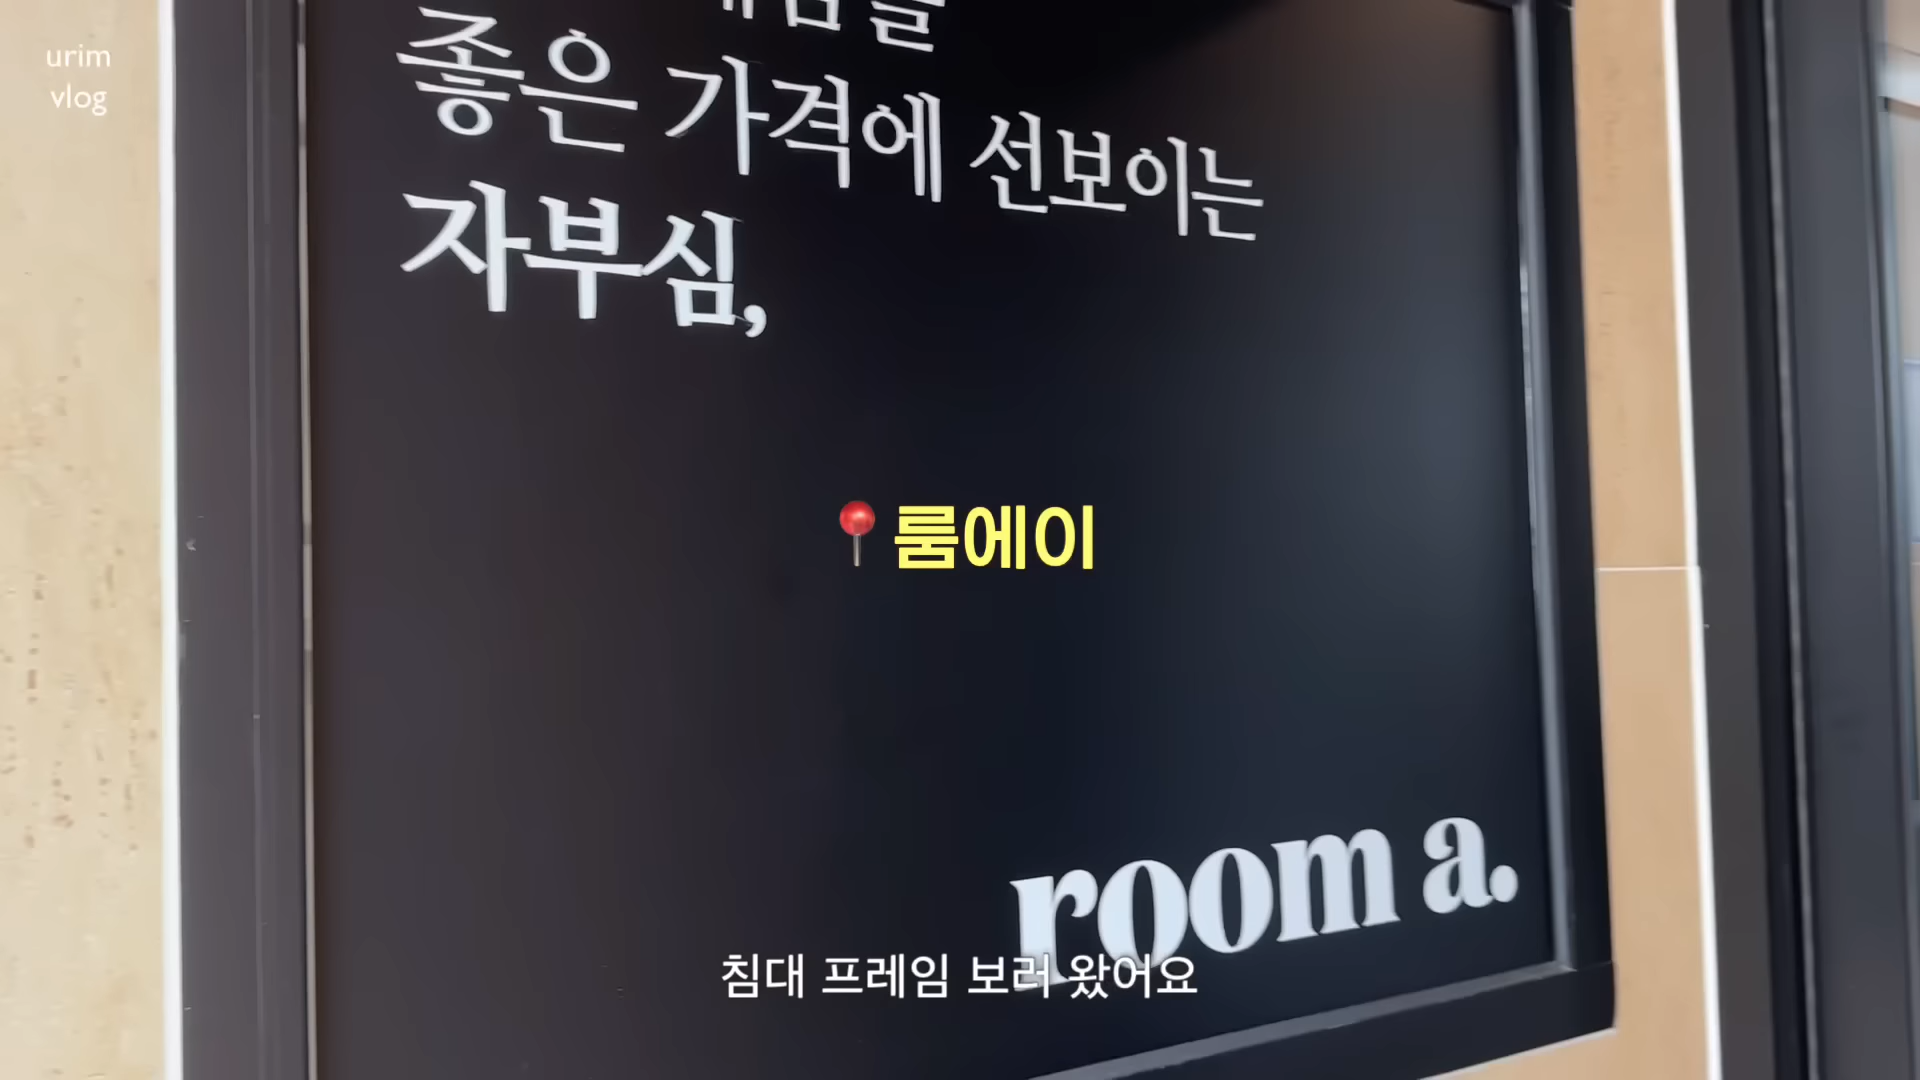 urim
vlog
좋은 가격에 선보이는
자부심,
📍룸에이
room a.
침대 프레임 보러 왔어요